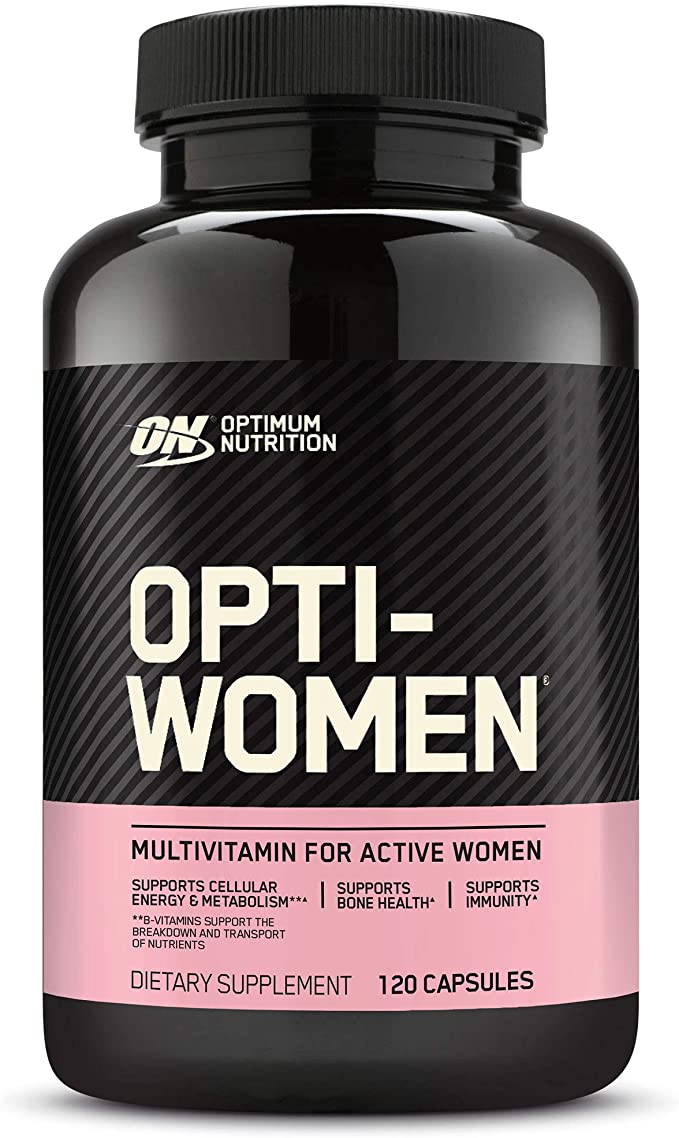 ON® OPTIMUM
NUTRITION
OPTI-
WOMEN®
MULTIVITAMIN FOR ACTIVE WOMEN
SUPPORTS CELLULAR
ENERGY & METABOLISM**▲
SUPPORTS
BONE HEALTH▲
SUPPORTS
IMMUNITY▲
**B-VITAMINS SUPPORT THE
BREAKDOWN AND TRANSPORT
OF NUTRIENTS
DIETARY SUPPLEMENT 120 CAPSULES